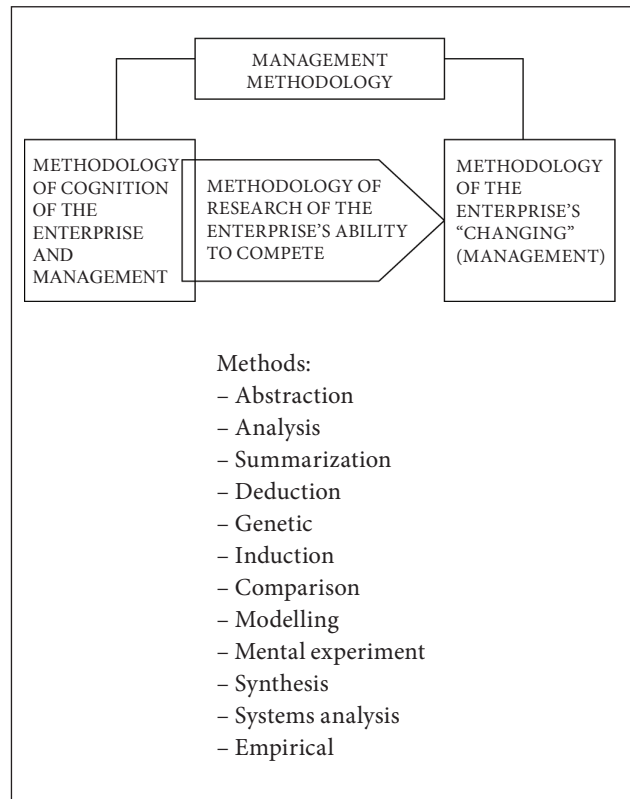 MANAGEMENT
METHODOLOGY
METHODOLOGY
OF COGNITION
OF THE
ENTERPRISE
AND
MANAGEMENT
METHODOLOGY OF
RESEARCH OF THE
ENTERPRISE’S ABILITY
TO COMPETE
METHODOLOGY
OF THE
ENTERPRISE’S
“CHANGING”
(MANAGEMENT)
Methods:
– Abstraction
– Analysis
– Summarization
– Deduction
– Genetic
– Induction
– Comparison
– Modelling
– Mental experiment
– Synthesis
– Systems analysis
– Empirical